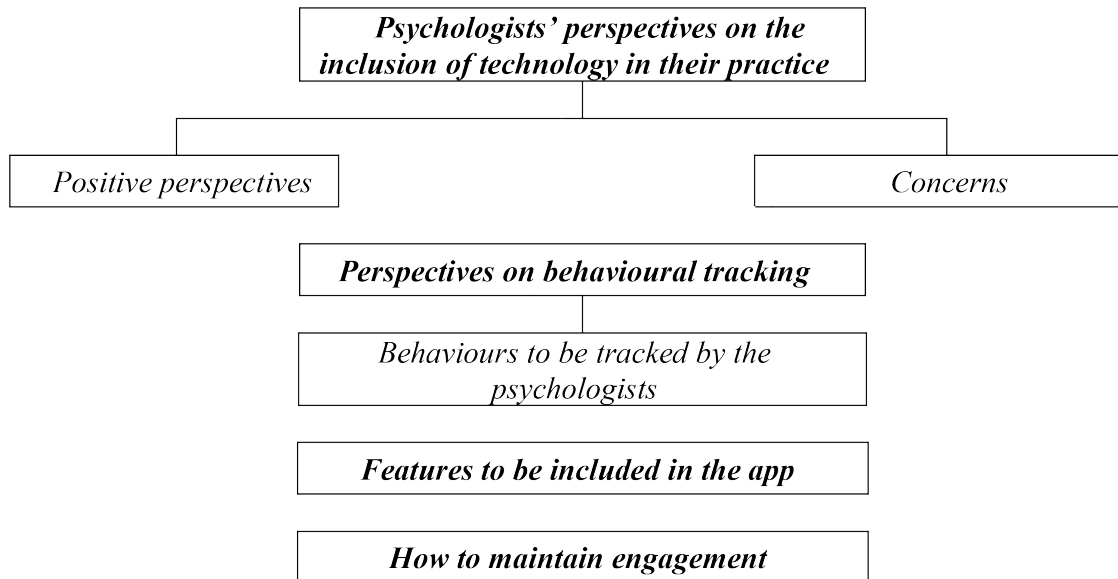 Psychologists’ perspectives on the
inclusion of technology in their practice
Positive perspectives
Concerns
Perspectives on behavioural tracking
Behaviours to be tracked by the
psychologists
Features to be included in the app
How to maintain engagement